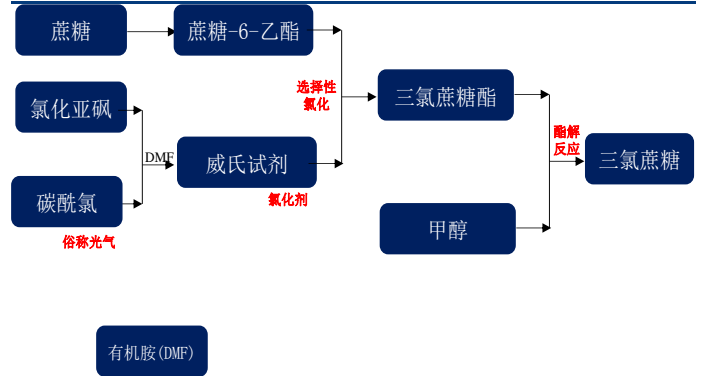 蔗糖
蔗糖-6-乙酯
选择性
氯化
三氯蔗糖酯
氯化亚砜
DMF
威氏试剂
氯化剂
酯解
反应
三氯蔗糖
碳酰氯
俗称光气
甲醇
有机胺(DMF)